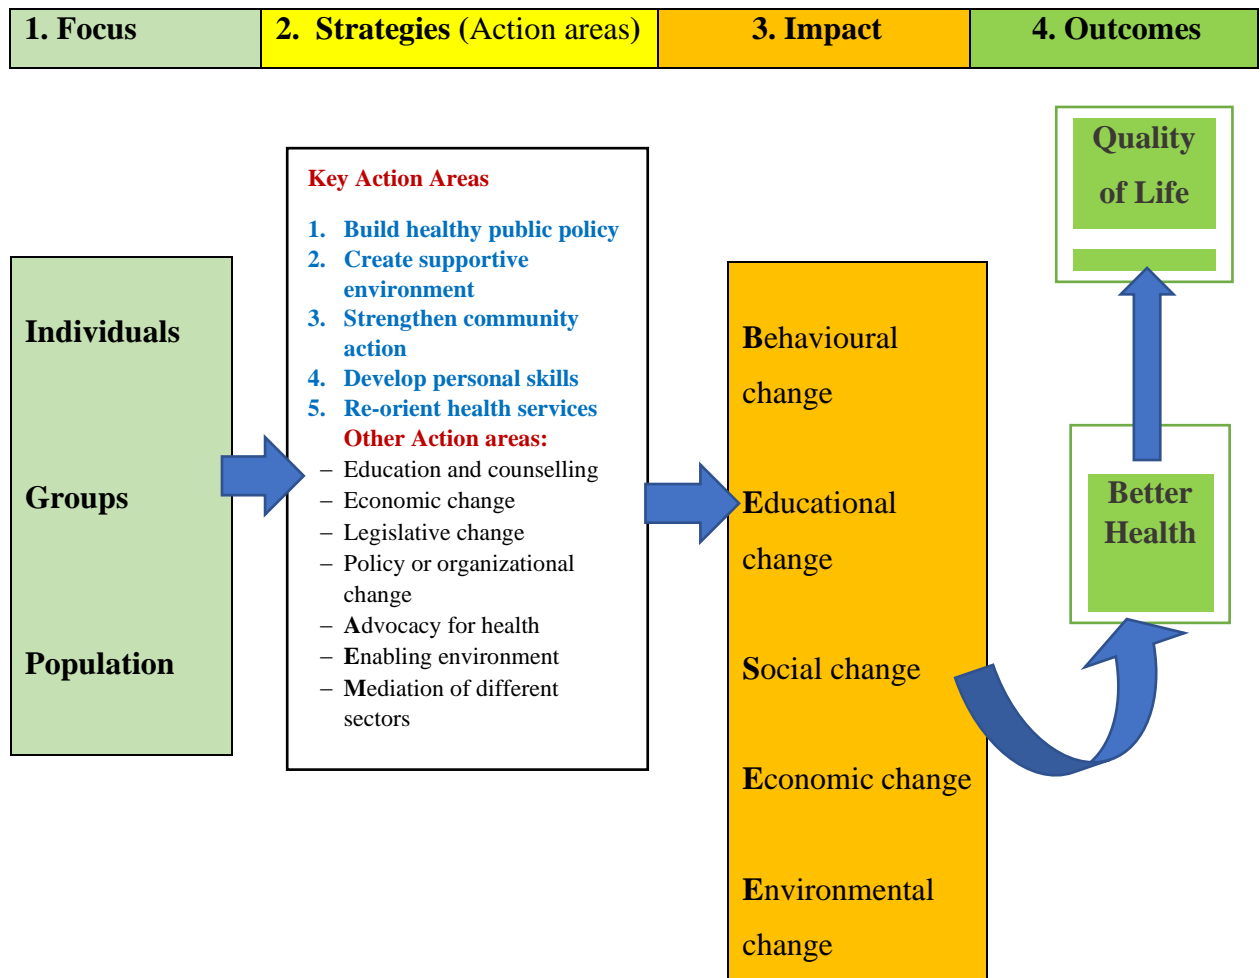 1. Focus
2. Strategies (Action areas)
3. Impact
4. Outcomes
Individuals
Groups
Population
Key Action Areas
1. Build healthy public policy
2. Create supportive
environment
3. Strengthen community
action
4. Develop personal skills
5. Re-orient health services
Other Action areas:
– Education and counselling
– Economic change
– Legislative change
– Policy or organizational
change
– Advocacy for health
– Enabling environment
– Mediation of different
sectors
Behavioural
change
Educational
change
Social change
Economic change
Environmental
change
Quality
of Life
Better
Health